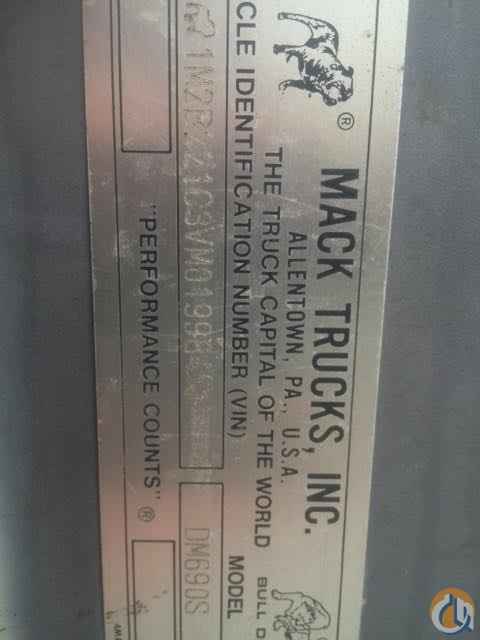 ®
MACK TRUCKS, INC.
ALLENTOWN, PA., U.S.A.
THE TRUCK CAPITAL OF THE WORLD
BULL D
CLE IDENTIFICATION NUMBER (VIN)
MODEL
DM690S
"PERFORMANCE COUNTS" ®